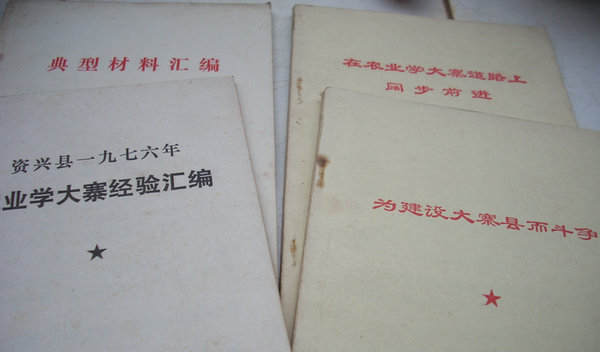 典型材料汇编
在农业学大寨道路上
阔步前进
资兴县一九七六年
业学大寨经验汇编
为建设大寨县而斗争